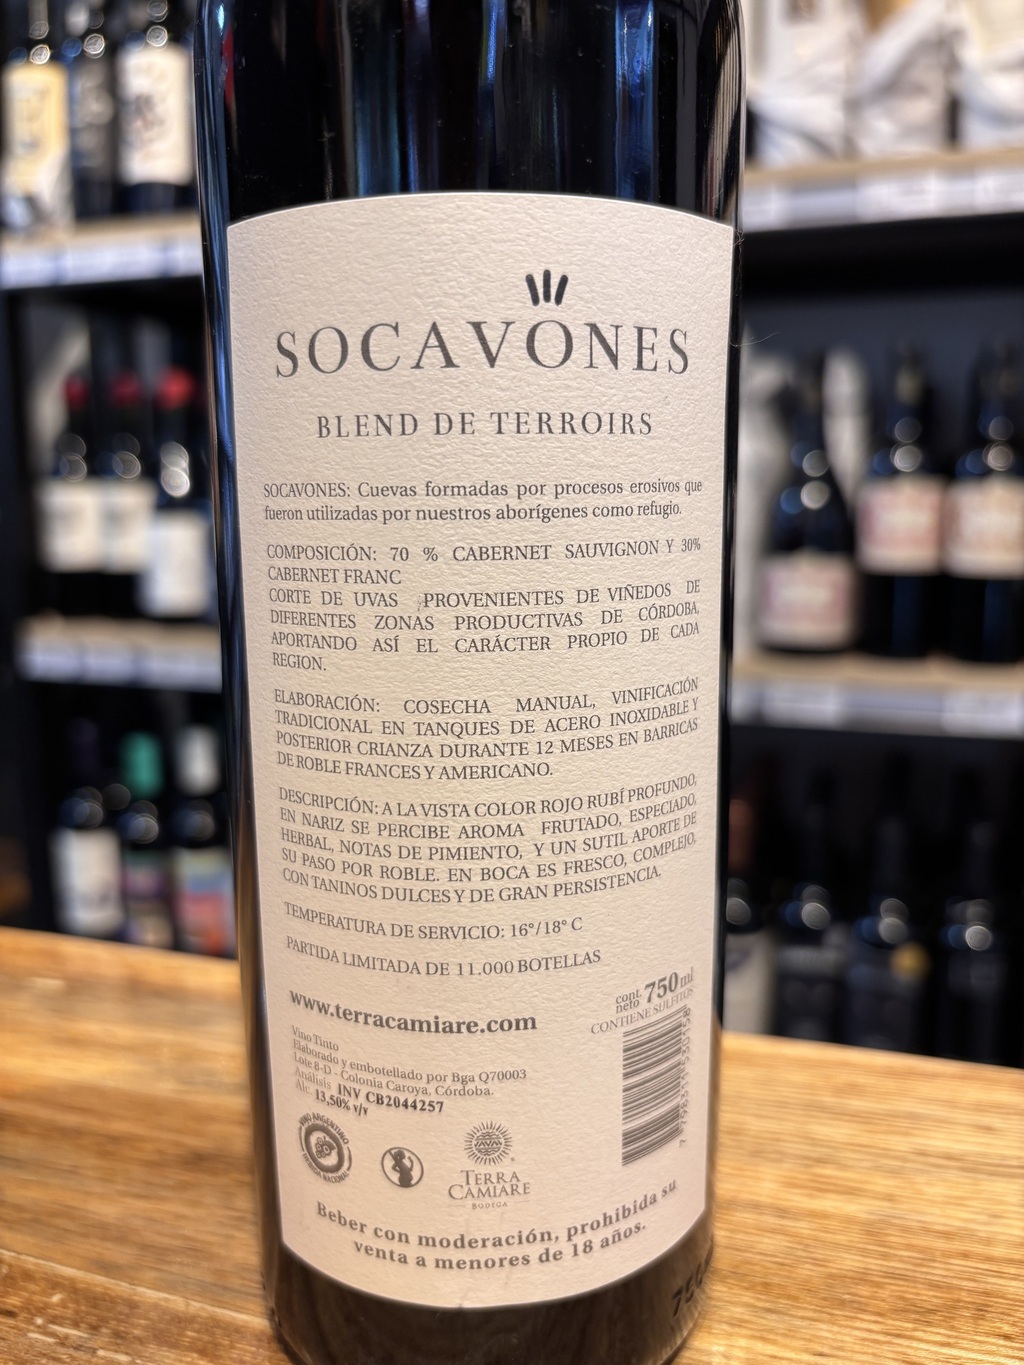 SOCAVONES
BLEND DE TERROIRS
SOCAVONES: Cuevas formadas por procesos erosivos que
fueron utilizadas por nuestros aborígenes como refugio.
COMPOSICIÓN: 70 % CABERNET SAUVIGNON Y 30%
CABERNET FRANC
CORTE DE UVAS PROVENIENTES DE VIÑEDOS DE
DIFERENTES ZONAS PRODUCTIVAS DE CÓRDOBA,
APORTANDO ASÍ EL CARÁCTER PROPIO DE CADA
REGION.
ELABORACIÓN: COSECHA MANUAL, VINIFICACIÓN
TRADICIONAL EN TANQUES DE ACERO INOXIDABLE Y
POSTERIOR CRIANZA DURANTE 12 MESES EN BARRICAS
DE ROBLE FRANCES Y AMERICANO.
DESCRIPCIÓN: A LA VISTA COLOR ROJO RUBÍ PROFUNDO,
EN NARIZ SE PERCIBE AROMA FRUTADO, ESPECIADO,
HERBAL, NOTAS DE PIMIENTO, Y UN SUTIL APORTE DE
SU PASO POR ROBLE. EN BOCA ES FRESCO, COMPLEJO,
CON TANINOS DULCES Y DE GRAN PERSISTENCIA.
TEMPERATURA DE SERVICIO: 16°/18° C
PARTIDA LIMITADA DE 11.000 BOTELLAS
www.terracamiare.com
cont. neto 750 ml
CONTIENE SULFITOS
Vino Tinto
Elaborado y embotellado por Bga Q70003
Lote 8-D - Colonia Caroya, Córdoba.
Análisis INV CB2044257
Alc. 13,50% v/v
VINO ARGENTINO
BEBIDA NACIONAL
TERRA
CAMIARE
BODEGA
Beber con moderación, prohibida su
venta a menores de 18 años.